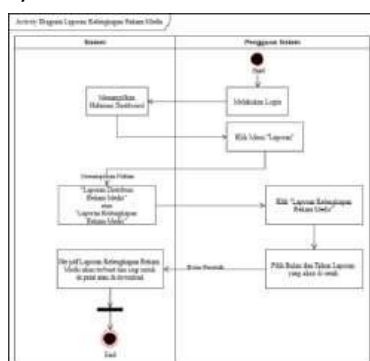 Activity Diagram Laporan Kelengkapan Rekam Medis
Sistem
Pengguna Sistem
Start
Melakukan Login
Menampilkan
Halaman Dashboard
Klik Menu "Laporan"
Menampilkan Pilihan
"Laporan Distribusi
Rekam Medis"
atau
"Laporan Kelengkapan
Rekam Medis"
Klik "Laporan Kelengkapan
Rekam Medis"
Pilih Bulan dan Tahun Laporan
yang akan di cetak
File pdf Laporan Kelengkapan Rekam
Medis akan terbuat dan siap untuk
di print atau di download
End